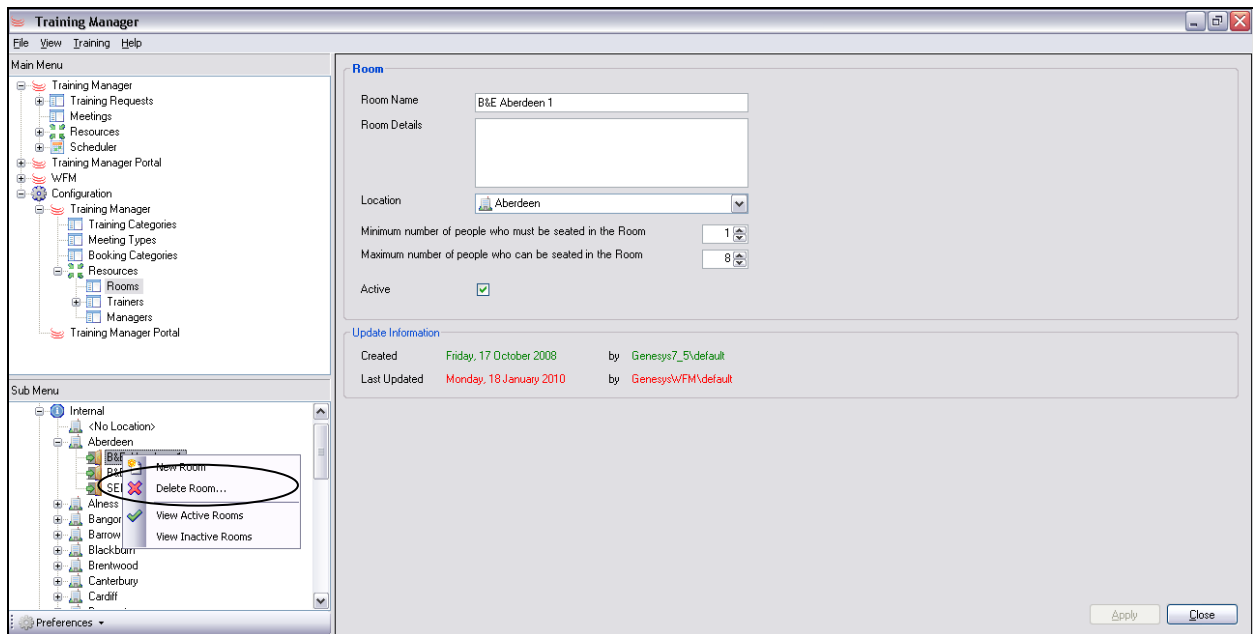 Training Manager
File View Training Help
Main Menu
Training Manager
Training Requests
Meetings
Resources
Scheduler
Training Manager Portal
WFM
Configuration
Training Manager
Training Categories
Meeting Types
Booking Categories
Resources
Rooms
Trainers
Managers
Training Manager Portal
Sub Menu
Internal
<No Location>
Aberdeen
New Room
Delete Room...
View Active Rooms
View Inactive Rooms
Alness
Bangor
Barrow
Blackburn
Brentwood
Canterbury
Cardiff
Preferences
Room
Room Name B&E Aberdeen 1
Room Details
Location Aberdeen
Minimum number of people who must be seated in the Room 1
Maximum number of people who can be seated in the Room 8
Active
Update Information
Created Friday, 17 October 2008 by Genesys7_5\default
Last Updated Monday, 18 January 2010 by GenesysWFM\default
Apply Close